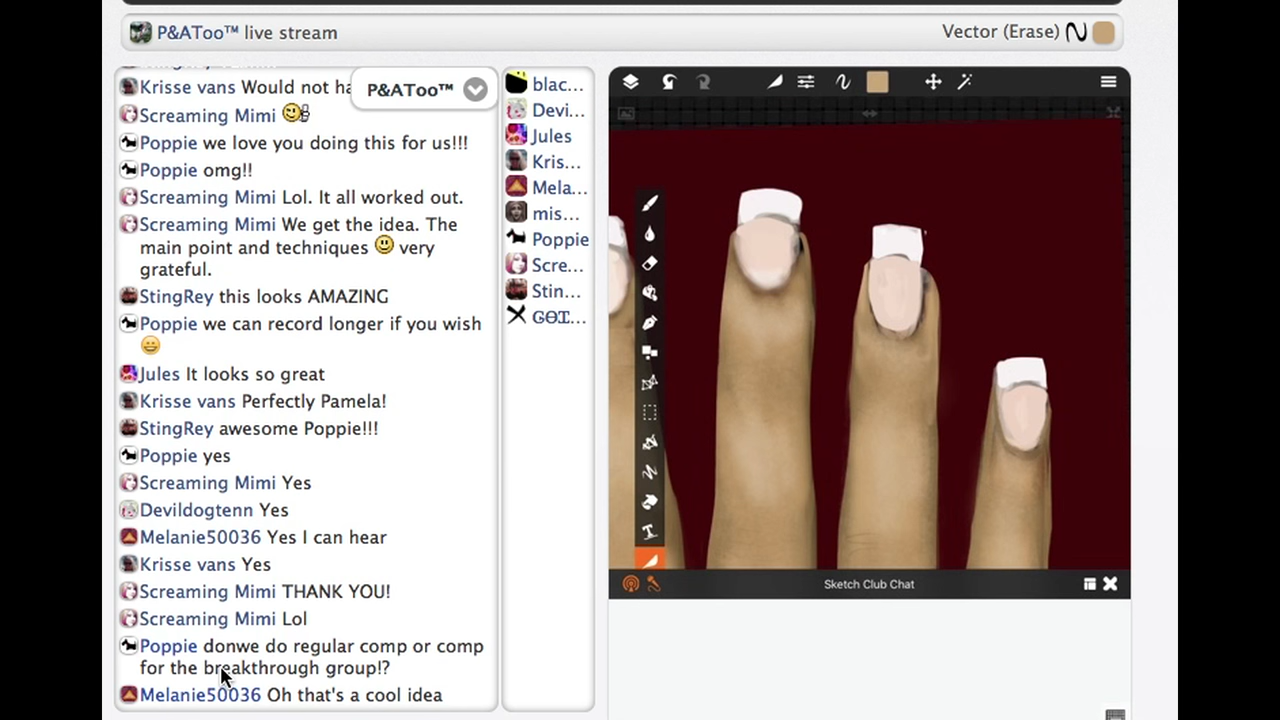 P&AToo™ live stream
Vector (Erase)
Krisse vans Would not ha
P&AToo™
Screaming Mimi
Poppie we love you doing this for us!!!
Poppie omg!!
Screaming Mimi Lol. It all worked out.
Screaming Mimi We get the idea. The
main point and techniques 🙂 very
grateful.
StingRey this looks AMAZING
Poppie we can record longer if you wish
😄
Jules It looks so great
Krisse vans Perfectly Pamela!
StingRey awesome Poppie!!!
Poppie yes
Screaming Mimi Yes
Devildogtenn Yes
Melanie50036 Yes I can hear
Krisse vans Yes
Screaming Mimi THANK YOU!
Screaming Mimi Lol
Poppie donwe do regular comp or comp
for the breakthrough group!?
Melanie50036 Oh that's a cool idea
blac...
Devi...
Jules
Kris...
Mela...
mis...
Poppie
Scre...
Stin...
Sketch Club Chat